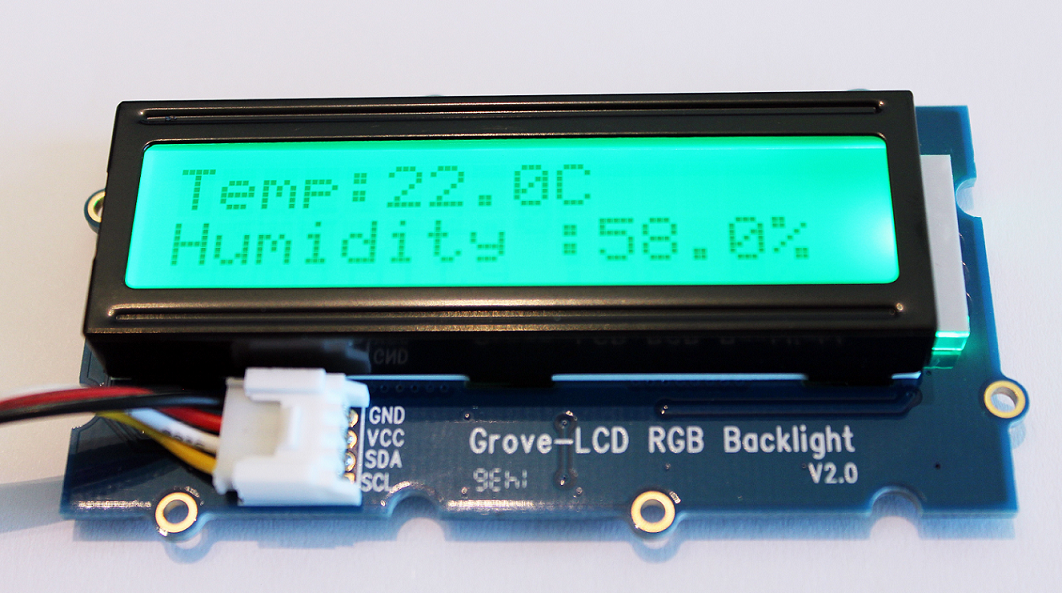 Temp:22.0C
Humidity :58.0%
GND
VCC
SDA
SCL
Grove-LCD RGB Backlight
V2.0